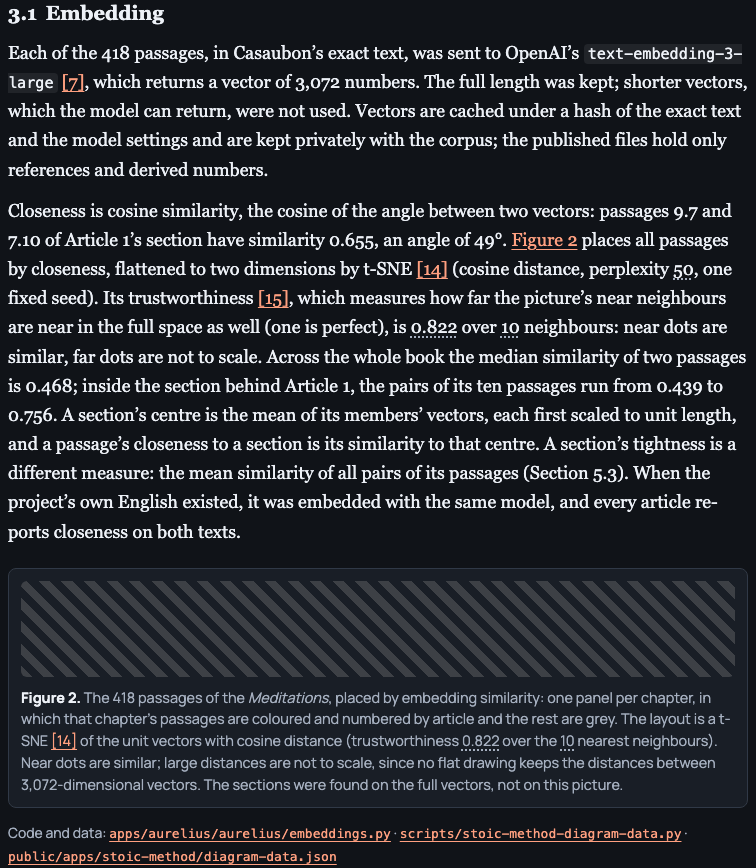 3.1 Embedding
Each of the 418 passages, in Casaubon’s exact text, was sent to OpenAI’s text-embedding-3-
large [7], which returns a vector of 3,072 numbers. The full length was kept; shorter vectors,
which the model can return, were not used. Vectors are cached under a hash of the exact text
and the model settings and are kept privately with the corpus; the published files hold only
references and derived numbers.
Closeness is cosine similarity, the cosine of the angle between two vectors: passages 9.7 and
7.10 of Article 1’s section have similarity 0.655, an angle of 49°. Figure 2 places all passages
by closeness, flattened to two dimensions by t-SNE [14] (cosine distance, perplexity 50, one
fixed seed). Its trustworthiness [15], which measures how far the picture’s near neighbours
are near in the full space as well (one is perfect), is 0.822 over 10 neighbours: near dots are
similar, far dots are not to scale. Across the whole book the median similarity of two passages
is 0.468; inside the section behind Article 1, the pairs of its ten passages run from 0.439 to
0.756. A section’s centre is the mean of its members’ vectors, each first scaled to unit length,
and a passage’s closeness to a section is its similarity to that centre. A section’s tightness is a
different measure: the mean similarity of all pairs of its passages (Section 5.3). When the
project’s own English existed, it was embedded with the same model, and every article re-
ports closeness on both texts.
Figure 2. The 418 passages of the Meditations, placed by embedding similarity: one panel per chapter, in
which that chapter’s passages are coloured and numbered by article and the rest are grey. The layout is a t-
SNE [14] of the unit vectors with cosine distance (trustworthiness 0.822 over the 10 nearest neighbours).
Near dots are similar; large distances are not to scale, since no flat drawing keeps the distances between
3,072-dimensional vectors. The sections were found on the full vectors, not on this picture.
Code and data: apps/aurelius/aurelius/embeddings.py · scripts/stoic-method-diagram-data.py ·
public/apps/stoic-method/diagram-data.json